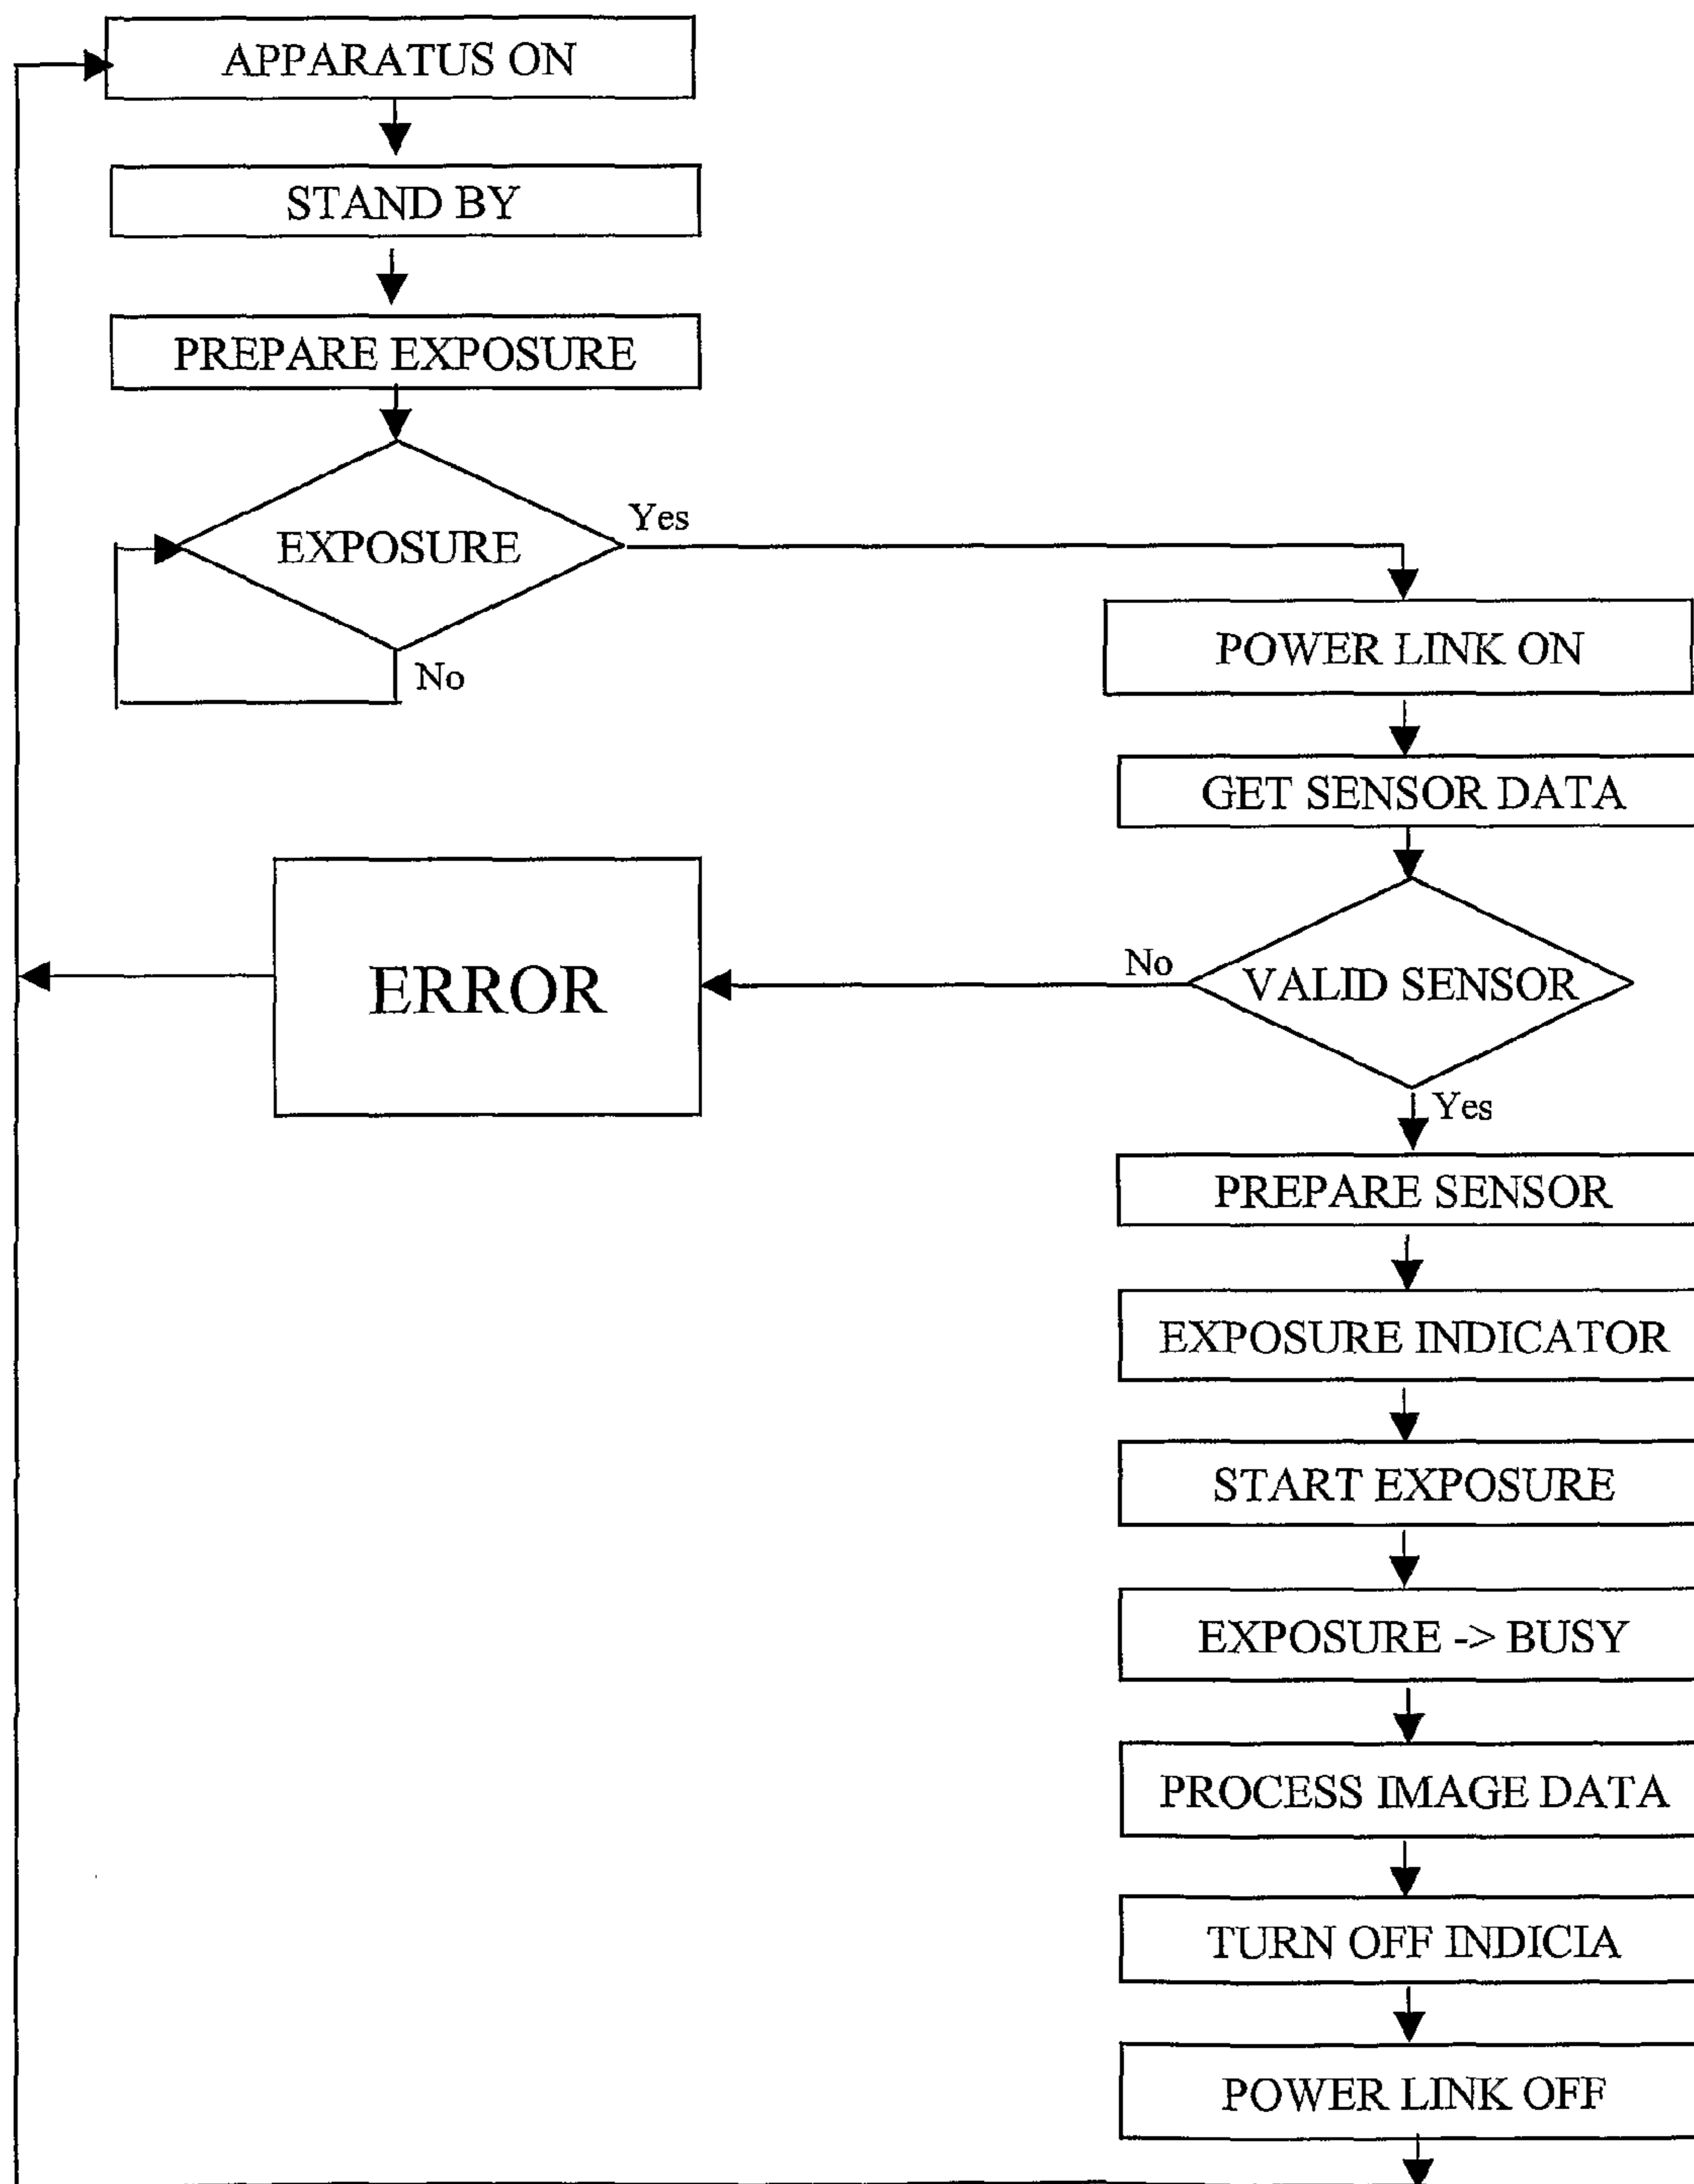 APPARATUS ON
STAND BY
PREPARE EXPOSURE
EXPOSURE
Yes
No
POWER LINK ON
GET SENSOR DATA
VALID SENSOR
No
ERROR
Yes
PREPARE SENSOR
EXPOSURE INDICATOR
START EXPOSURE
EXPOSURE -> BUSY
PROCESS IMAGE DATA
TURN OFF INDICIA
POWER LINK OFF